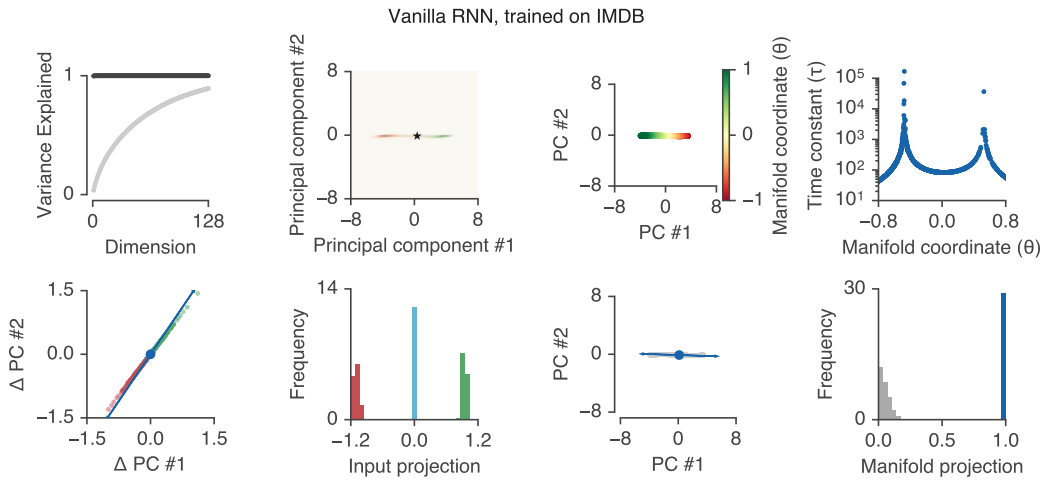 Vanilla RNN, trained on IMDB
Variance Explained
1
0
0
128
Dimension
Principal component #2
8
0
−8
−8
0
8
Principal component #1
PC #2
8
0
−8
−8
0
8
PC #1
1
0
−1
Manifold coordinate (θ)
Time constant (τ)
10⁵
10⁴
10³
10²
10¹
−0.8
0.0
0.8
Manifold coordinate (θ)
Δ PC #2
1.5
0.0
−1.5
−1.5
0.0
1.5
Δ PC #1
Frequency
14
0
−1.2
0.0
1.2
Input projection
PC #2
8
0
−8
−8
0
8
PC #1
Frequency
30
0
0.0
0.5
1.0
Manifold projection